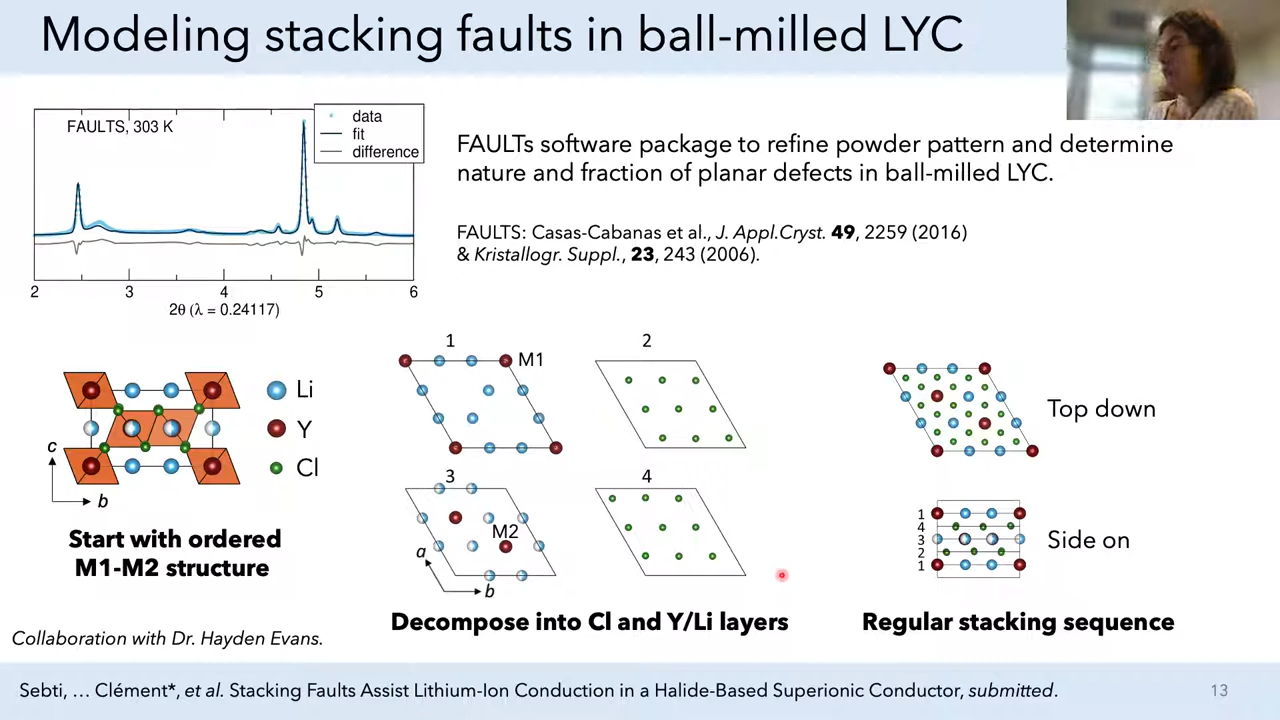 Modeling stacking faults in ball-milled LYC
FAULTS, 303 K
data
fit
difference
2 3 4 5 6
2θ (λ = 0.24117)
FAULTs software package to refine powder pattern and determine
nature and fraction of planar defects in ball-milled LYC.
FAULTS: Casas-Cabanas et al., J. Appl.Cryst. 49, 2259 (2016)
& Kristallogr. Suppl., 23, 243 (2006).
c
b
Li
Y
Cl
Start with ordered
M1-M2 structure
1
M1
2
3
M2
a
b
4
Decompose into Cl and Y/Li layers
Top down
1
4
3
2
1
Side on
Regular stacking sequence
Collaboration with Dr. Hayden Evans.
Sebti, … Clément*, et al. Stacking Faults Assist Lithium-Ion Conduction in a Halide-Based Superionic Conductor, submitted.
13